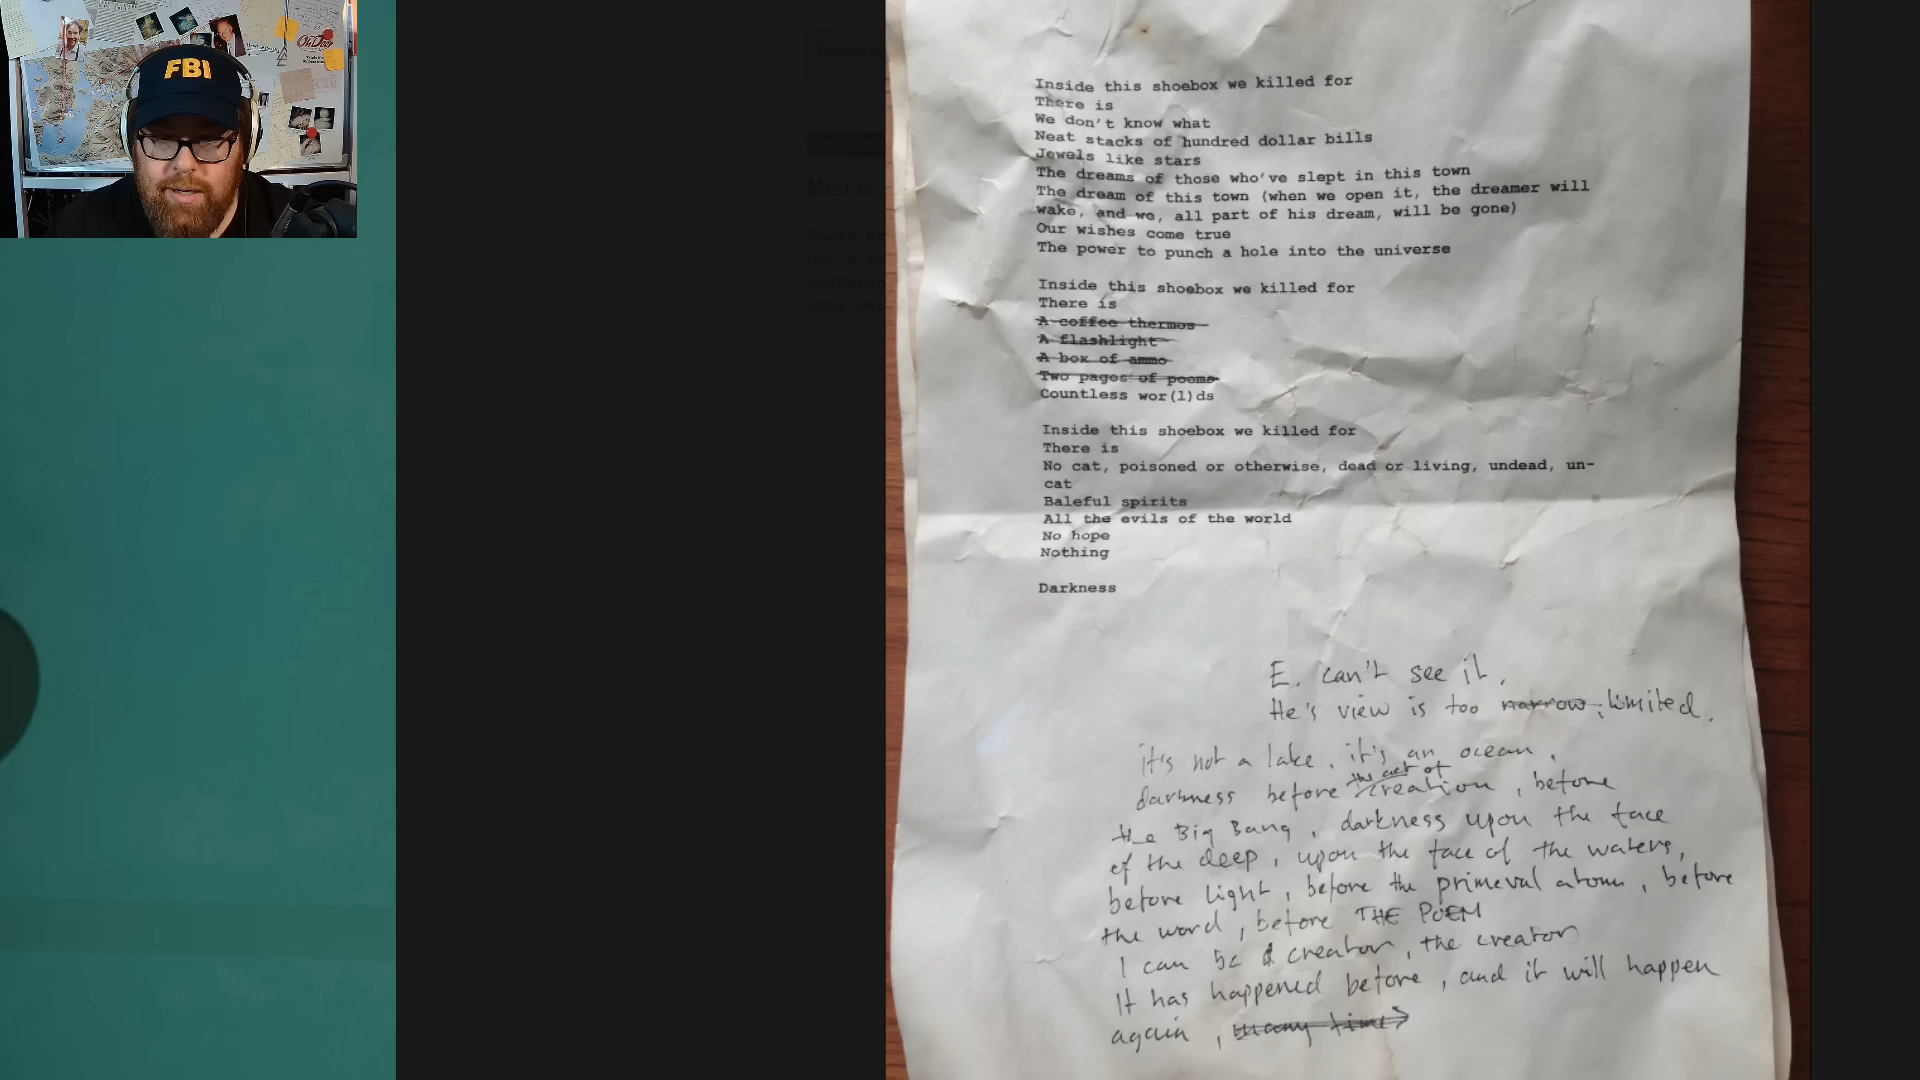 FBI
Oh Deer
More
Inside this shoebox we killed for
There is
We don't know what
Neat stacks of hundred dollar bills
Jewels like stars
The dreams of those who've slept in this town
The dream of this town (when we open it, the dreamer will
wake, and we, all part of his dream, will be gone)
Our wishes come true
The power to punch a hole into the universe
Inside this shoebox we killed for
There is
A coffee thermos
A flashlight
A box of ammo
Two pages of poems
Countless wor(l)ds
Inside this shoebox we killed for
There is
No cat, poisoned or otherwise, dead or living, undead, un-
cat
Baleful spirits
All the evils of the world
No hope
Nothing
Darkness
E. can't see it.
He's view is too narrow, limited.
it's not a lake, it's an ocean,
darkness before the act of creation, before
the Big Bang, darkness upon the face
of the deep, upon the face of the waters,
before light, before the primeval atom, before
the word, before THE POEM
I can be a creator, the creator
It has happened before, and it will happen
again, many times